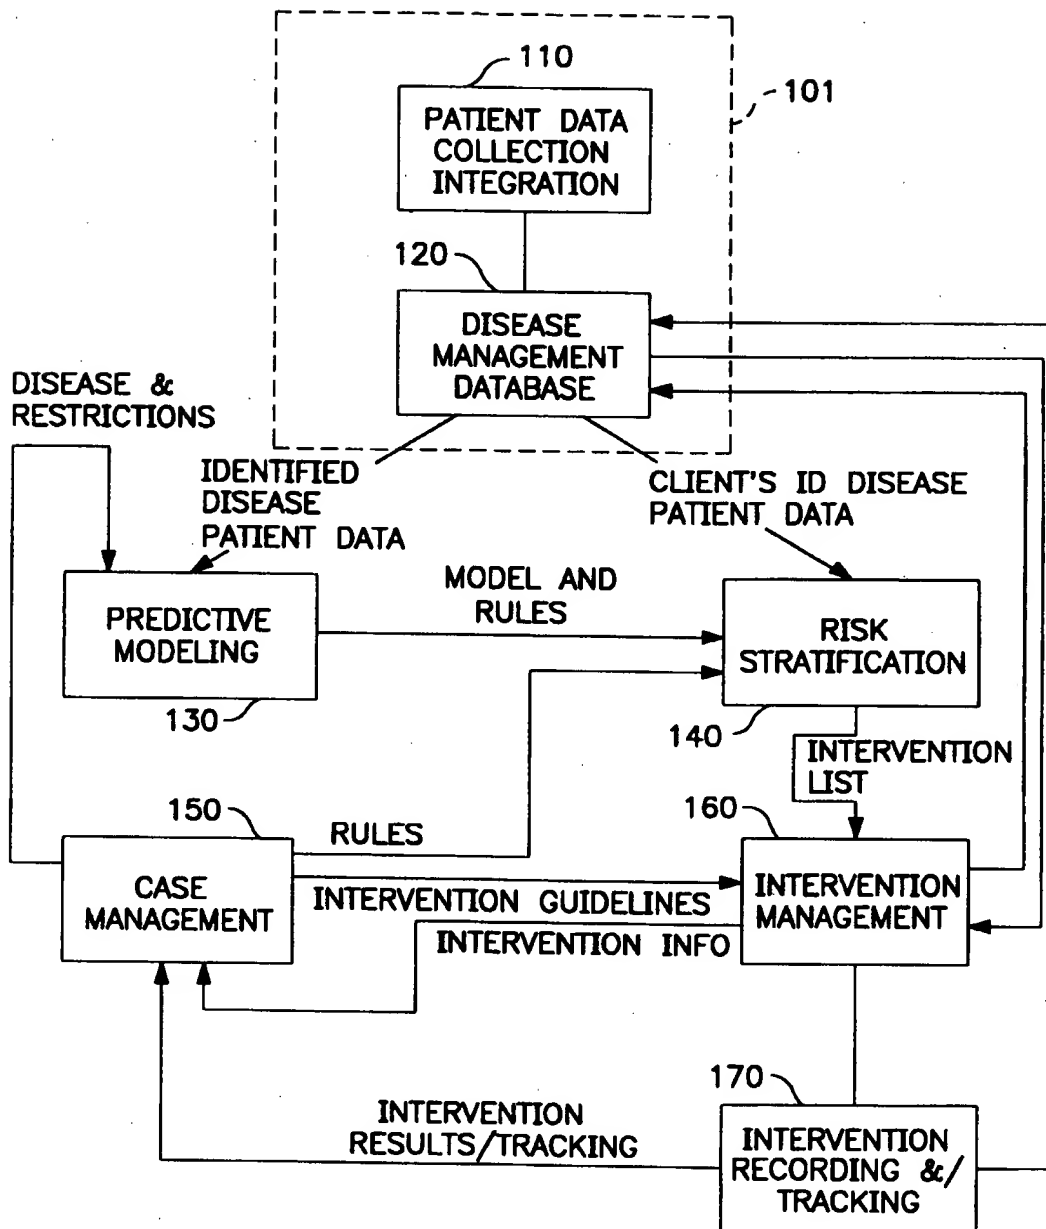 110
101
PATIENT DATA
COLLECTION
INTEGRATION
120
DISEASE
MANAGEMENT
DATABASE
DISEASE &
RESTRICTIONS
IDENTIFIED
DISEASE
PATIENT DATA
CLIENT'S ID DISEASE
PATIENT DATA
PREDICTIVE
MODELING
130
MODEL AND
RULES
RISK
STRATIFICATION
140
INTERVENTION
LIST
150
CASE
MANAGEMENT
RULES
INTERVENTION GUIDELINES
INTERVENTION INFO
160
INTERVENTION
MANAGEMENT
INTERVENTION
RESULTS/TRACKING
170
INTERVENTION
RECORDING &/
TRACKING